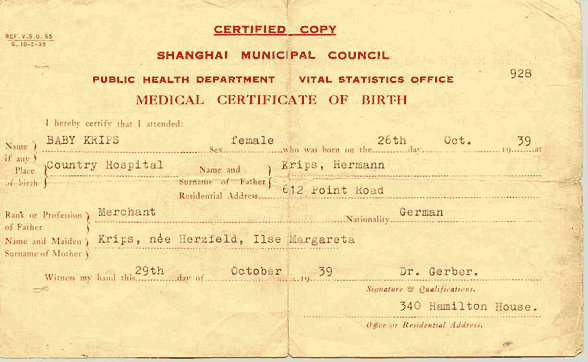 CERTIFIED COPY
REF. V.S.O. 55
G. 10-2-39
SHANGHAI MUNICIPAL COUNCIL
PUBLIC HEALTH DEPARTMENT VITAL STATISTICS OFFICE
928
MEDICAL CERTIFICATE OF BIRTH
I hereby certify that I attended:
Name if any } BABY KRIPS Sex female who was born on the 26th day Oct. 1939 at
Place of birth } Country Hospital Name and Surname of Father } Krips, Hermann
Residential Address 612 Point Road
Rank or Profession of Father } Merchant Nationality German
Name and Maiden Surname of Mother } Krips, née Herzfeld, Ilse Margareta
Witness my hand this 29th day of October 1939 Dr. Gerber.
Signature & Qualifications.
340 Hamilton House.
Office or Residential Address.